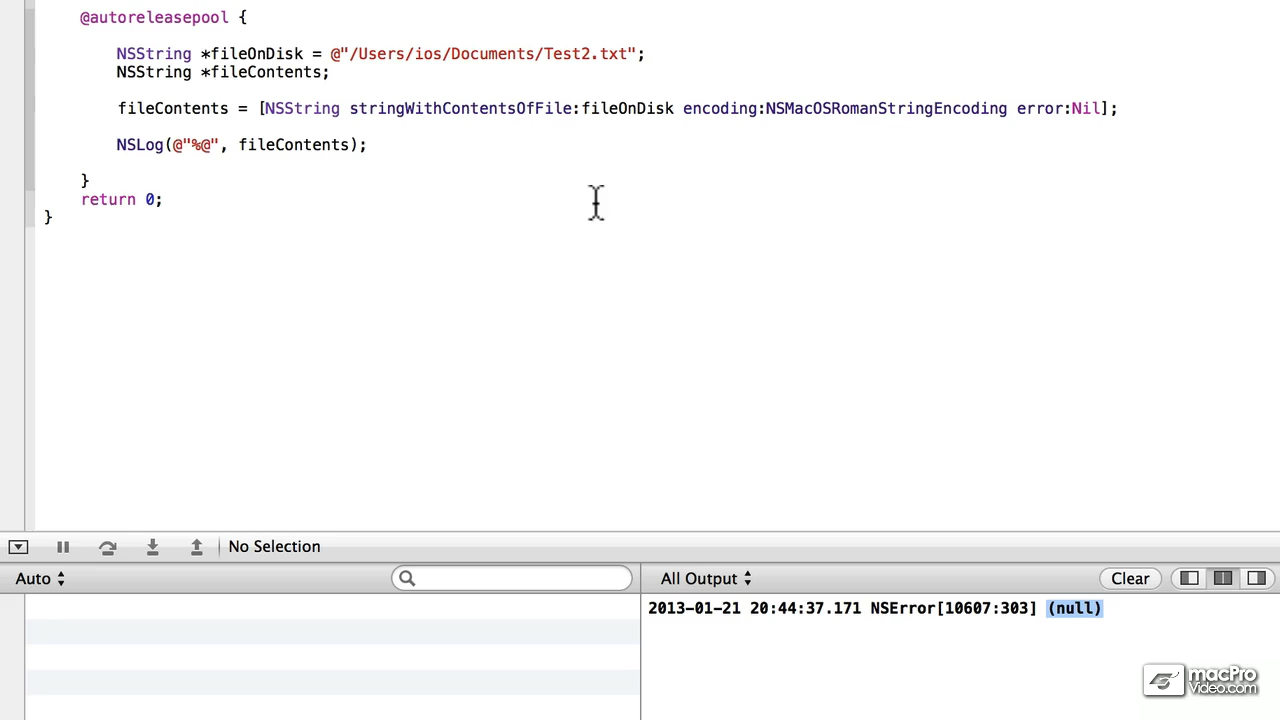 @autoreleasepool {
NSString *fileOnDisk = @"/Users/ios/Documents/Test2.txt";
NSString *fileContents;
fileContents = [NSString stringWithContentsOfFile:fileOnDisk encoding:NSMacOSRomanStringEncoding error:Nil];
NSLog(@"%@", fileContents);
}
return 0;
}
No Selection
Auto
All Output
Clear
2013-01-21 20:44:37.171 NSError[10607:303] (null)
macPro
Video.com